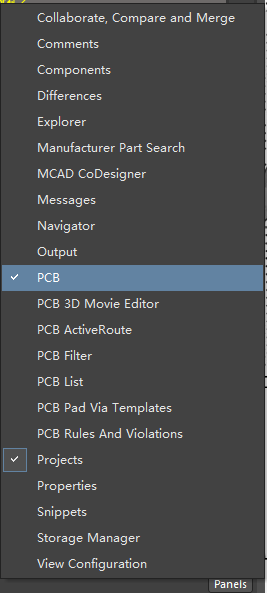 Collaborate, Compare and Merge
Comments
Components
Differences
Explorer
Manufacturer Part Search
MCAD CoDesigner
Messages
Navigator
Output
PCB
PCB 3D Movie Editor
PCB ActiveRoute
PCB Filter
PCB List
PCB Pad Via Templates
PCB Rules And Violations
Projects
Properties
Snippets
Storage Manager
View Configuration
Panels